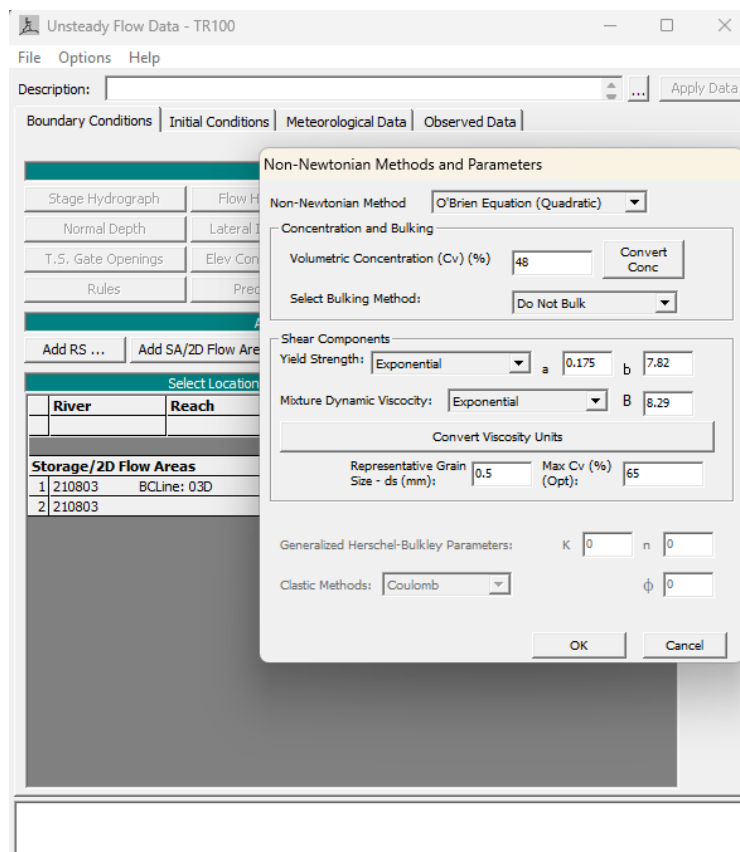 Unsteady Flow Data - TR100
File Options Help
Description: ... Apply Data
Boundary Conditions Initial Conditions Meteorological Data Observed Data
Stage Hydrograph Flow H
Normal Depth Lateral I
T.S. Gate Openings Elev Con
Rules Prec
Add RS ... Add SA/2D Flow Are
Select Location
River Reach
Storage/2D Flow Areas
1 210803 BCLine: 03D
2 210803
Non-Newtonian Methods and Parameters
Non-Newtonian Method O'Brien Equation (Quadratic)
Concentration and Bulking
Volumetric Concentration (Cv) (%) 48 Convert
Conc
Select Bulking Method: Do Not Bulk
Shear Components
Yield Strength: Exponential a 0.175 b 7.82
Mixture Dynamic Viscocity: Exponential B 8.29
Convert Viscosity Units
Representative Grain Max Cv (%)
Size - ds (mm): 0.5 (Opt): 65
Generalized Herschel-Bulkley Parameters: K 0 n 0
Clastic Methods: Coulomb ϕ 0
OK Cancel